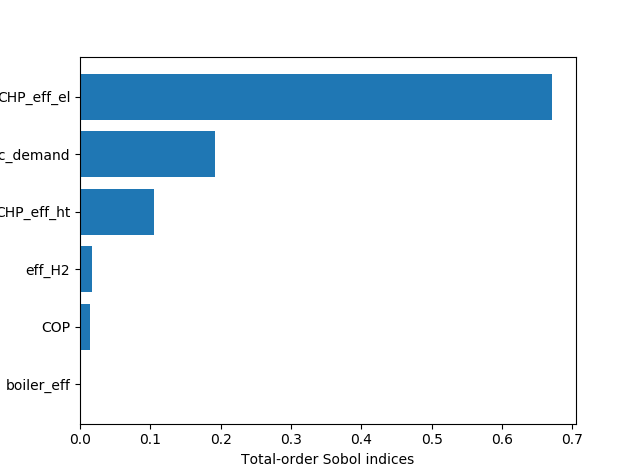 CHP_eff_el
c_demand
CHP_eff_ht
eff_H2
COP
boiler_eff
0.0 0.1 0.2 0.3 0.4 0.5 0.6 0.7
Total-order Sobol indices